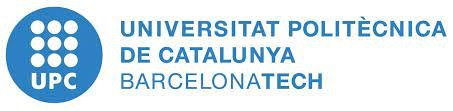 UPC
UNIVERSITAT POLITÈCNICA
DE CATALUNYA
BARCELONATECH